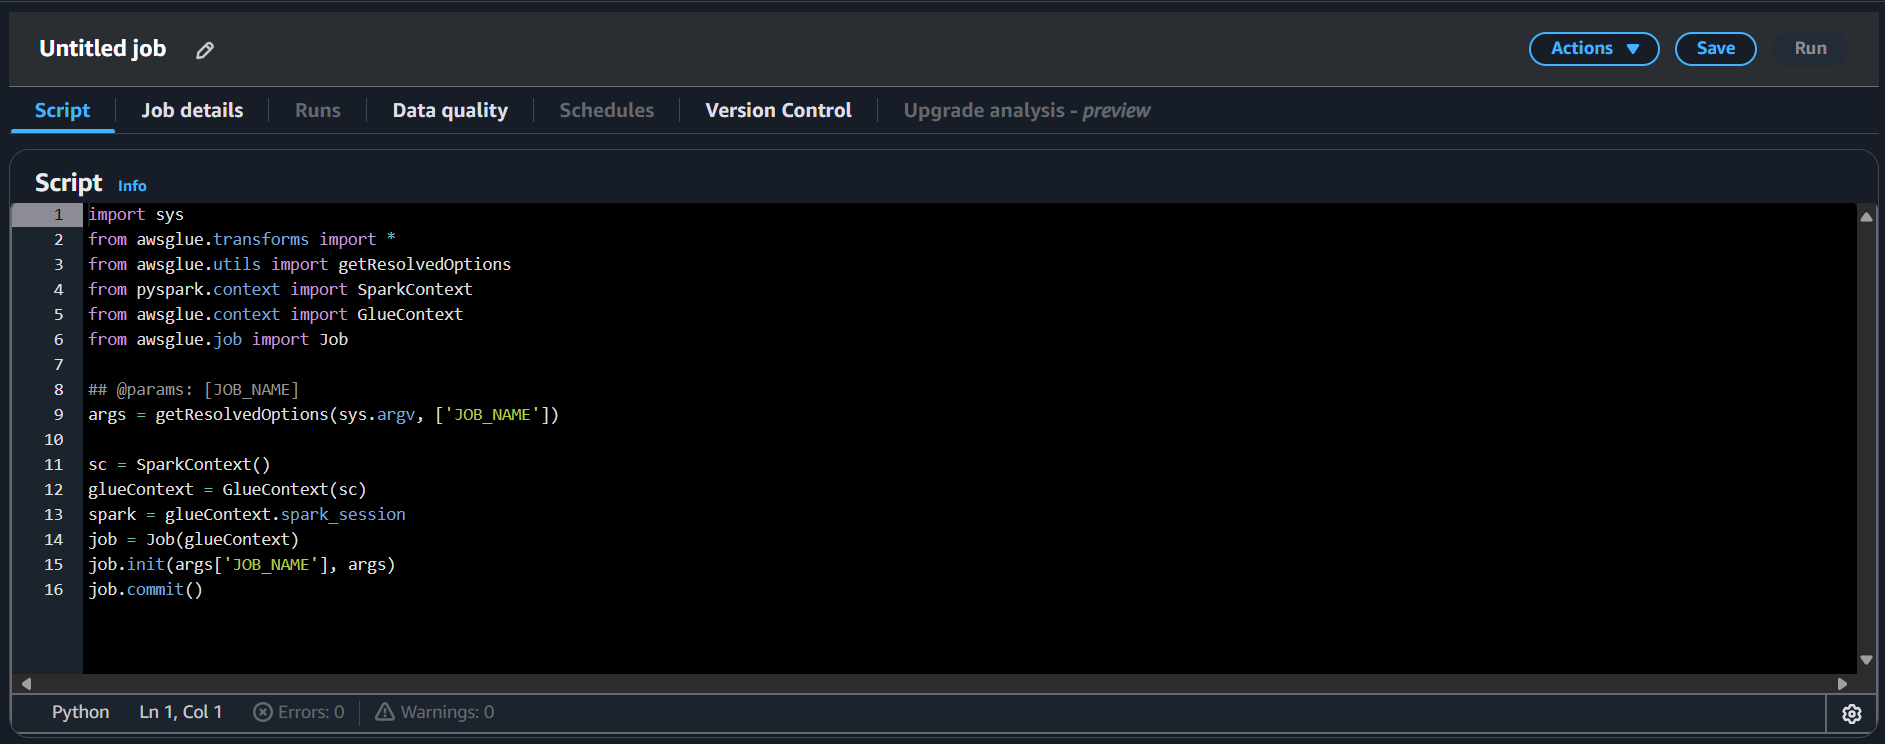 Untitled job
Actions Save Run
Script Job details Runs Data quality Schedules Version Control Upgrade analysis - preview
Script Info
1 import sys
2 from awsglue.transforms import *
3 from awsglue.utils import getResolvedOptions
4 from pyspark.context import SparkContext
5 from awsglue.context import GlueContext
6 from awsglue.job import Job
7
8 ## @params: [JOB_NAME]
9 args = getResolvedOptions(sys.argv, ['JOB_NAME'])
10
11 sc = SparkContext()
12 glueContext = GlueContext(sc)
13 spark = glueContext.spark_session
14 job = Job(glueContext)
15 job.init(args['JOB_NAME'], args)
16 job.commit()
Python Ln 1, Col 1 Errors: 0 Warnings: 0